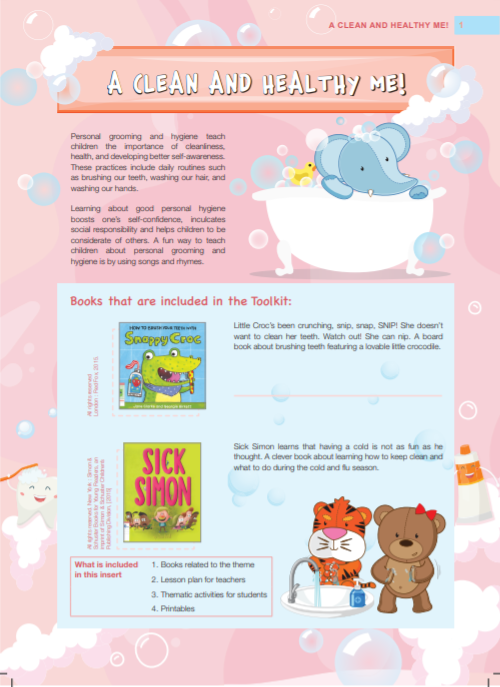 A CLEAN AND HEALTHY ME! 1
A CLEAN AND HEALTHY ME!
Personal grooming and hygiene teach
children the importance of cleanliness,
health, and developing better self-awareness.
These practices include daily routines such
as brushing our teeth, washing our hair, and
washing our hands.
Learning about good personal hygiene
boosts one's self-confidence, inculcates
social responsibility and helps children to be
considerate of others. A fun way to teach
children about personal grooming and
hygiene is by using songs and rhymes.
Books that are included in the Toolkit:
All rights reserved
London : Red Fox, 2015
HOW TO BRUSH YOUR TEETH WITH
Snappy Croc
Little Croc's been crunching, snip, snap, SNIP! She doesn't
want to clean her teeth. Watch out! She can nip. A board
book about brushing teeth featuring a lovable little crocodile.
All rights reserved. New York : Simon &
Schuster Books for Young Readers, an
imprint of Simon & Schuster Children's
Publishing Division, [2015]
SICK
SIMON
Sick Simon learns that having a cold is not as fun as he
thought. A clever book about learning how to keep clean and
what to do during the cold and flu season.
What is included
in this insert
1. Books related to the theme
2. Lesson plan for teachers
3. Thematic activities for students
4. Printables